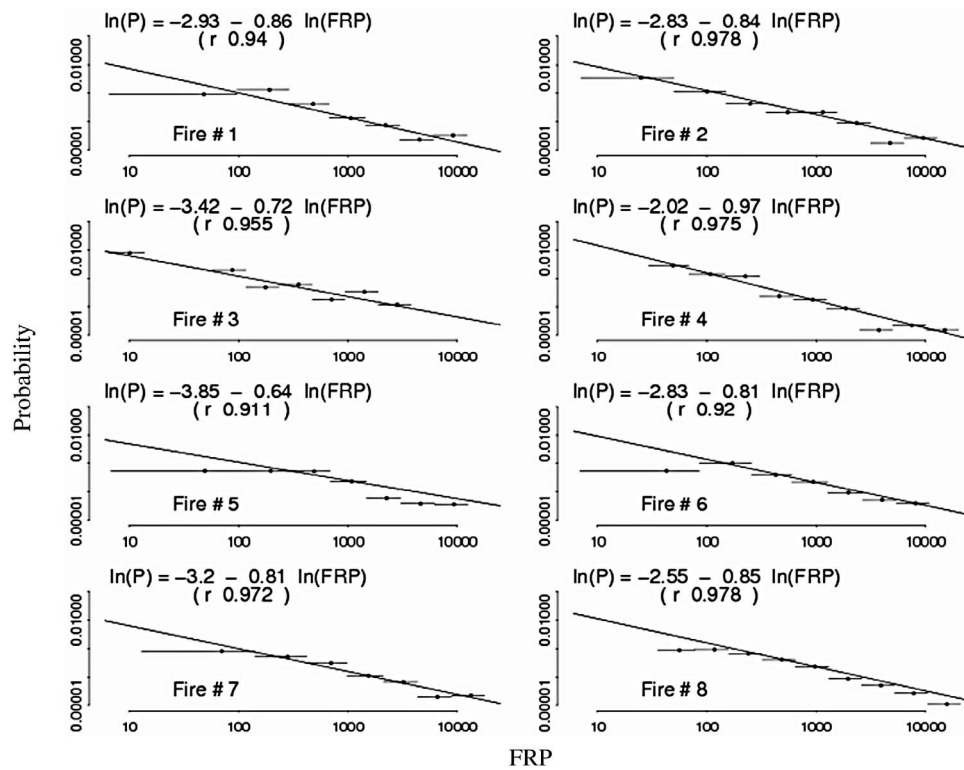 ln(P) = −2.93 − 0.86 ln(FRP)
( r 0.94 )
0.00001 0.01000
Fire # 1
10 100 1000 10000
ln(P) = −2.83 − 0.84 ln(FRP)
( r 0.978 )
0.00001 0.01000
Fire # 2
10 100 1000 10000
ln(P) = −3.42 − 0.72 ln(FRP)
( r 0.955 )
0.00001 0.01000
Fire # 3
10 100 1000 10000
ln(P) = −2.02 − 0.97 ln(FRP)
( r 0.975 )
0.00001 0.01000
Fire # 4
10 100 1000 10000
Probability
ln(P) = −3.85 − 0.64 ln(FRP)
( r 0.911 )
0.00001 0.01000
Fire # 5
10 100 1000 10000
ln(P) = −2.83 − 0.81 ln(FRP)
( r 0.92 )
0.00001 0.01000
Fire # 6
10 100 1000 10000
ln(P) = −3.2 − 0.81 ln(FRP)
( r 0.972 )
0.00001 0.01000
Fire # 7
10 100 1000 10000
ln(P) = −2.55 − 0.85 ln(FRP)
( r 0.978 )
0.00001 0.01000
Fire # 8
10 100 1000 10000
FRP